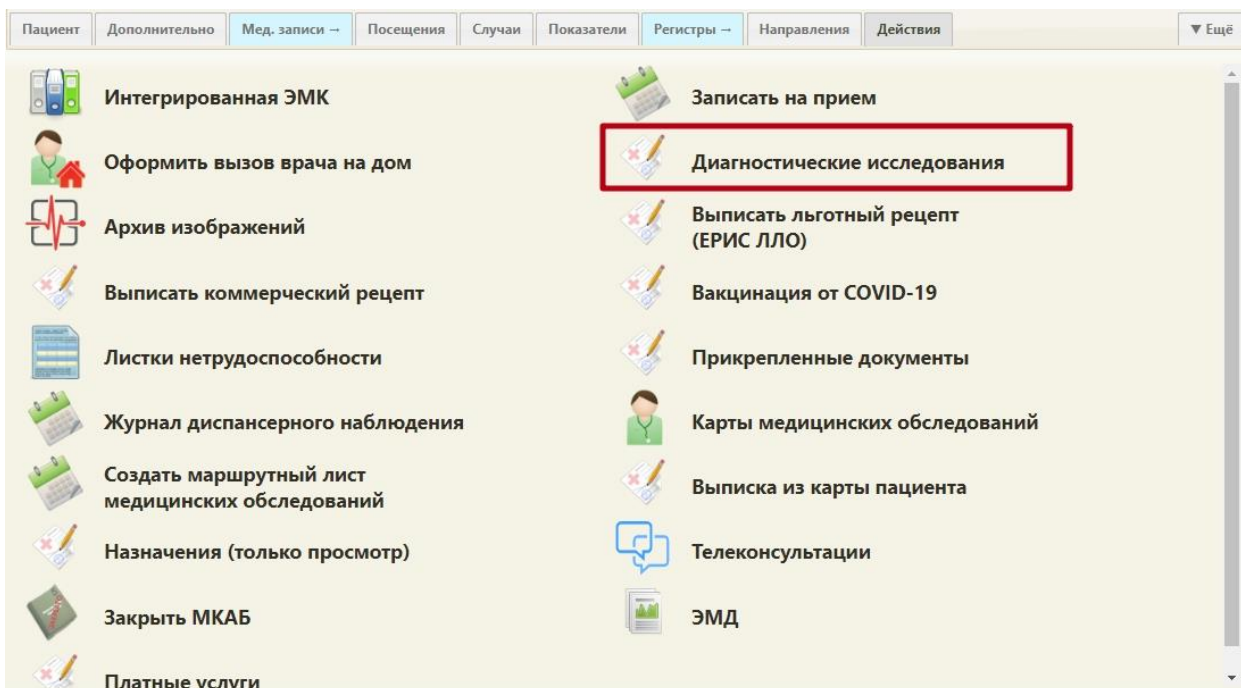 Пациент Дополнительно Мед. записи → Посещения Случаи Показатели Регистры → Направления Действия ▼ Ещё
Интегрированная ЭМК
Записать на прием
Оформить вызов врача на дом
Диагностические исследования
Архив изображений
Выписать льготный рецепт
(ЕРИС ЛЛО)
Выписать коммерческий рецепт
Вакцинация от COVID-19
Листки нетрудоспособности
Прикрепленные документы
Журнал диспансерного наблюдения
Карты медицинских обследований
Создать маршрутный лист
медицинских обследований
Выписка из карты пациента
Назначения (только просмотр)
Телеконсультации
Закрыть МКАБ
ЭМД
Платные услуги